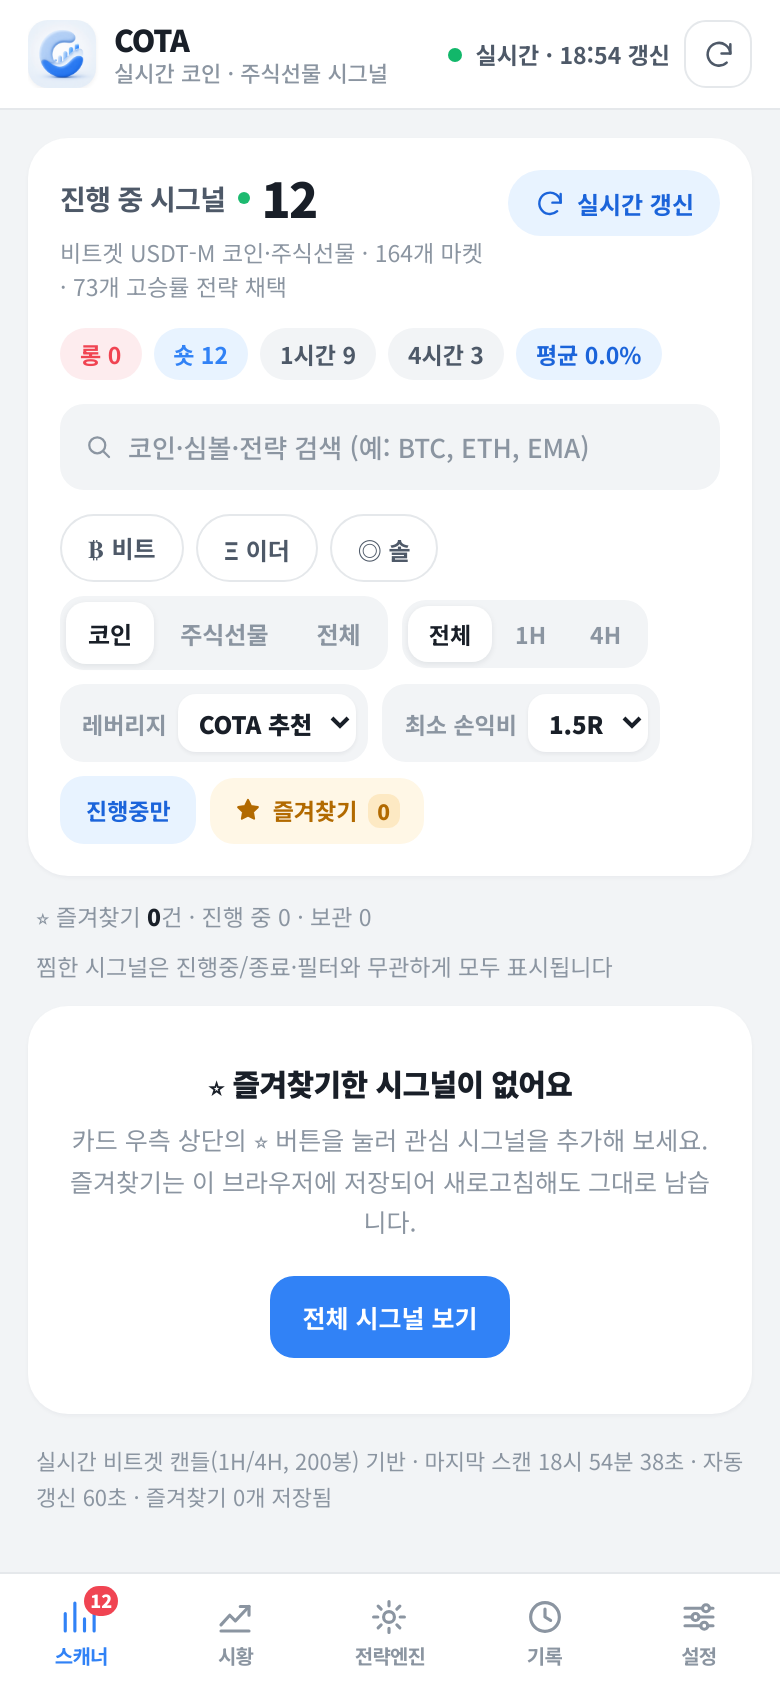 COTA
실시간 코인 · 주식선물 시그널
실시간 · 18:54 갱신
진행 중 시그널 • 12
실시간 갱신
비트겟 USDT-M 코인·주식선물 · 164개 마켓
· 73개 고승률 전략 채택
롱 0 숏 12 1시간 9 4시간 3 평균 0.0%
코인·심볼·전략 검색 (예: BTC, ETH, EMA)
₿ 비트 Ξ 이더 ◎ 솔
코인 주식선물 전체 전체 1H 4H
레버리지 COTA 추천 최소 손익비 1.5R
진행중만 ★ 즐겨찾기 0
☆ 즐겨찾기 0건 · 진행 중 0 · 보관 0
찜한 시그널은 진행중/종료·필터와 무관하게 모두 표시됩니다
☆ 즐겨찾기한 시그널이 없어요
카드 우측 상단의 ☆ 버튼을 눌러 관심 시그널을 추가해 보세요.
즐겨찾기는 이 브라우저에 저장되어 새로고침해도 그대로 남습
니다.
전체 시그널 보기
실시간 비트겟 캔들(1H/4H, 200봉) 기반 · 마지막 스캔 18시 54분 38초 · 자동
갱신 60초 · 즐겨찾기 0개 저장됨
12
스캐너 시황 전략엔진 기록 설정